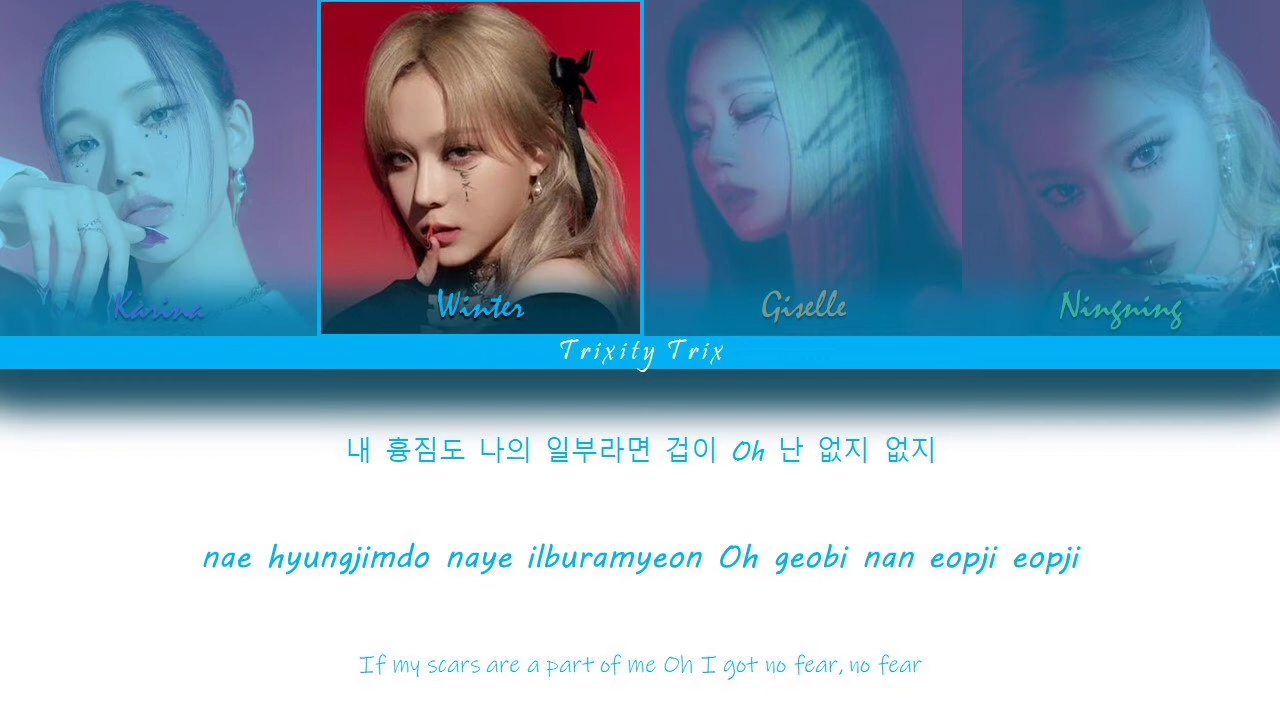 Karina
Winter
Giselle
Ningning
Trixity Trix
내 흉짐도 나의 일부라면 겁이 Oh 난 없지 없지
nae hyungjimdo naye ilburamyeon Oh geobi nan eopji eopji
If my scars are a part of me Oh I got no fear, no fear